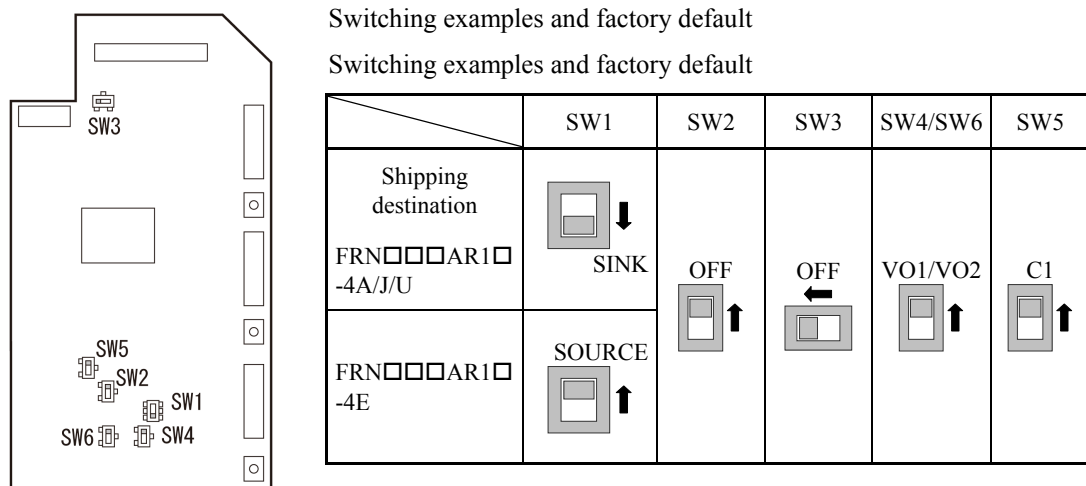 Switching examples and factory default
Switching examples and factory default
SW1 SW2 SW3 SW4/SW6 SW5
Shipping
destination
FRN□□□AR1□
-4A/J/U
SINK
OFF
OFF
VO1/VO2
C1
FRN□□□AR1□
-4E
SOURCE
SW3
SW5
SW2
SW1
SW6
SW4